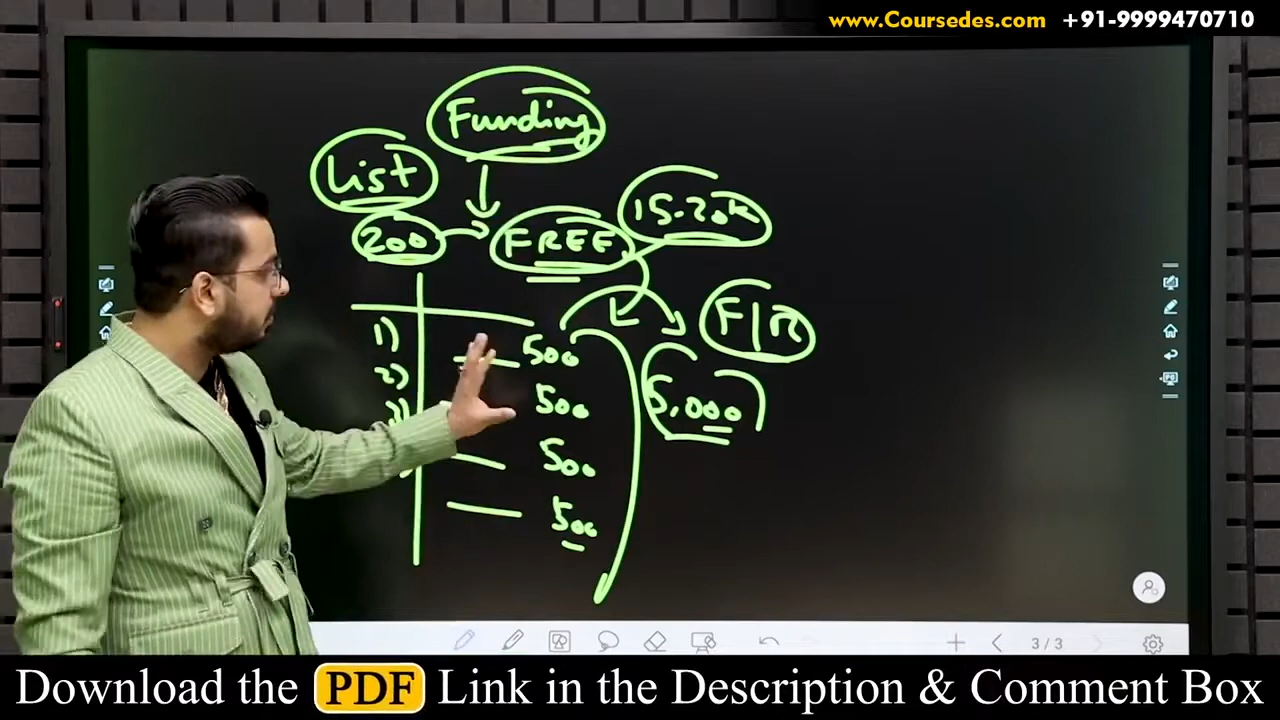 www.Coursedes.com +91-9999470710
Funding
List
200
FREE
15-20K
F|R
1) 500
5,000
2) 500
3)
500
500
3 / 3
Download the PDF Link in the Description & Comment Box